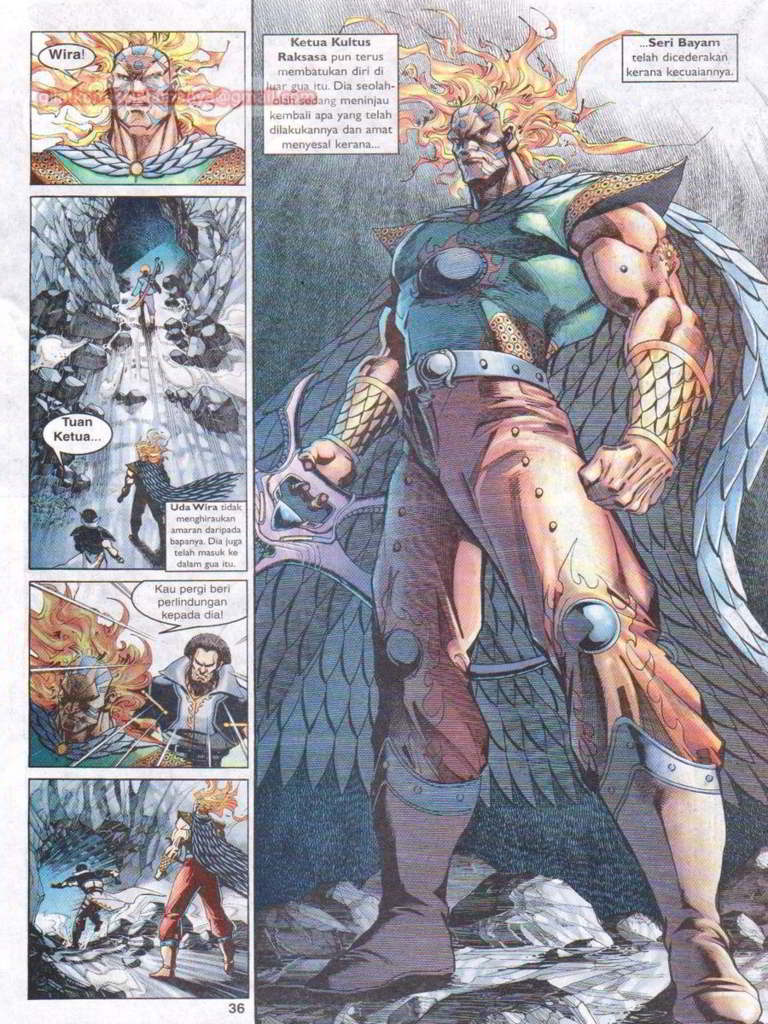 Wira!
Tuan
Ketua...
Uda Wira tidak
menghiraukan
amaran daripada
bapanya. Dia juga
telah masuk ke
dalam gua itu.
Kau pergi beri
perlindungan
kepada dia!
Ketua Kultus
Raksasa pun terus
membatukan diri di
luar gua itu. Dia seolah-
olah sedang meninjau
kembali apa yang telah
dilakukannya dan amat
menyesal kerana...
...Seri Bayam
telah dicederakan
kerana kecuaiannya.
36